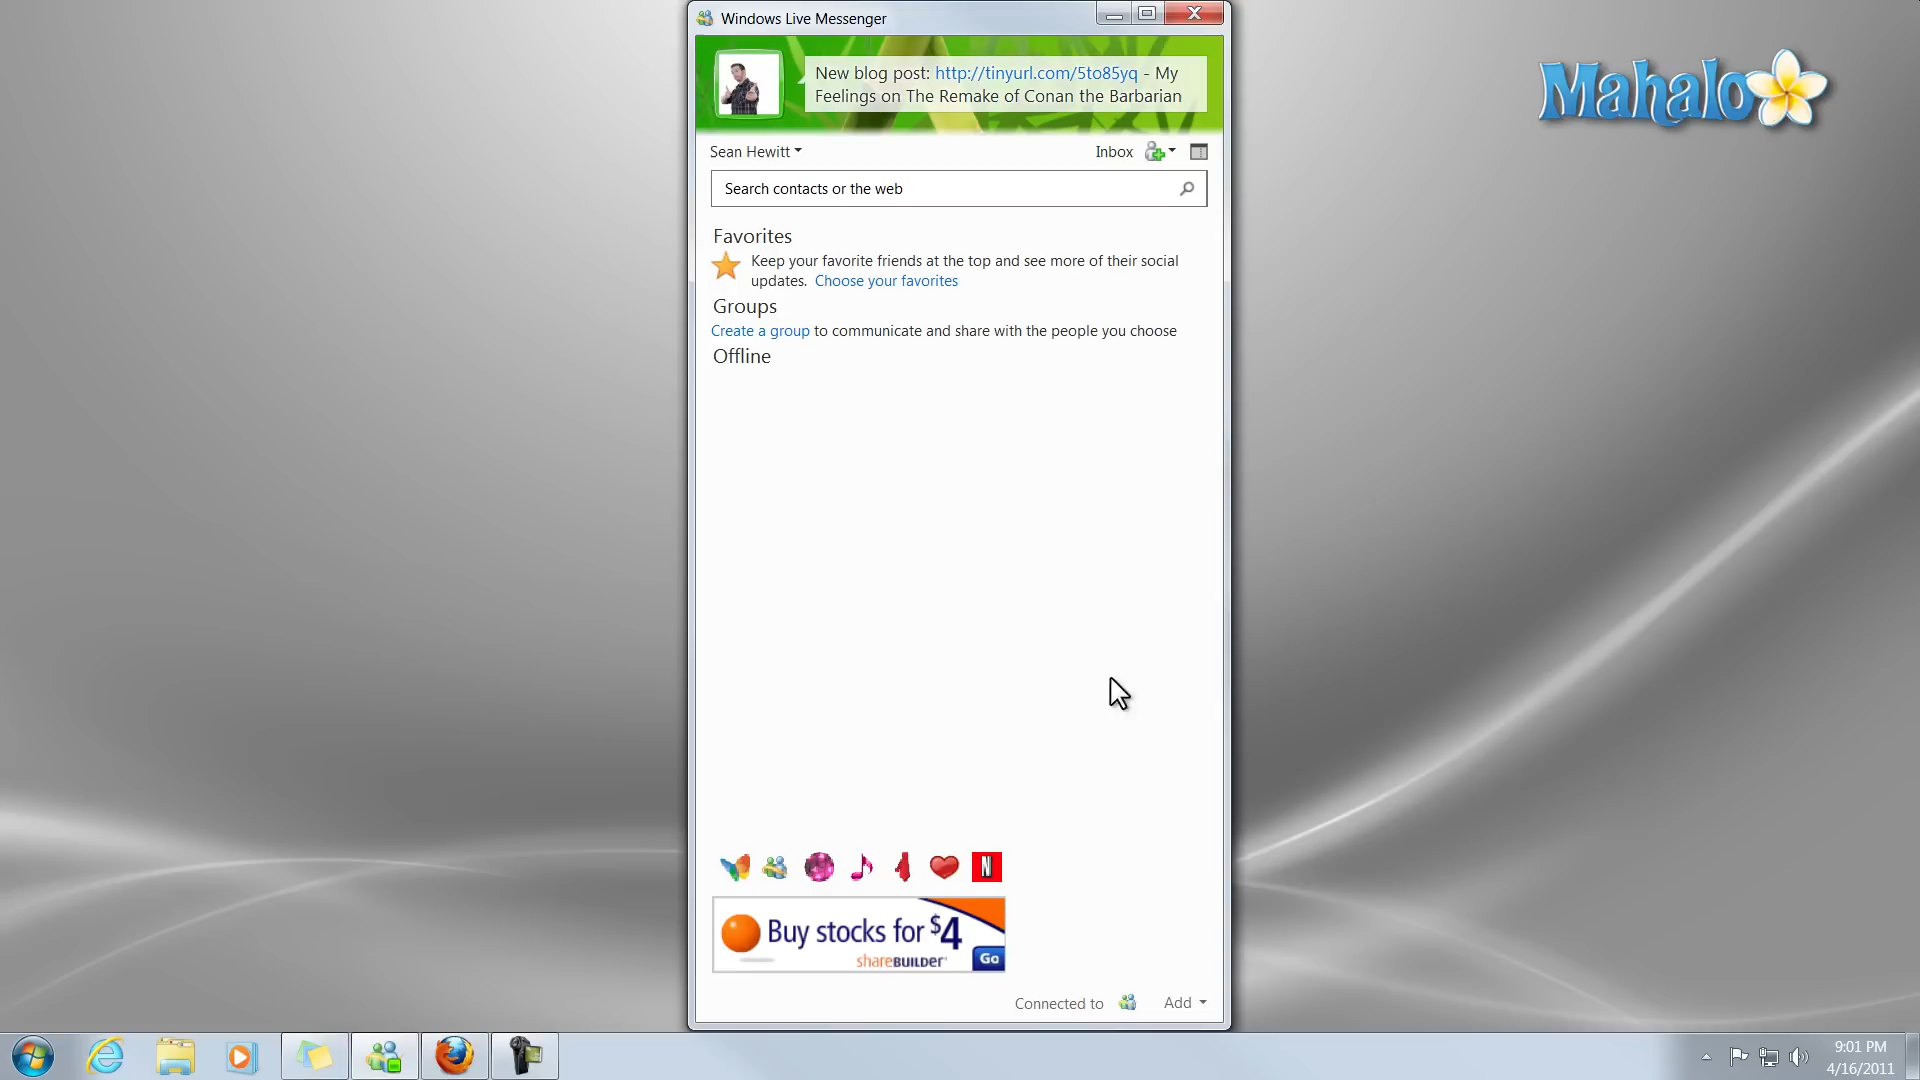 Windows Live Messenger
Mahalo
New blog post: http://tinyurl.com/5to85yq - My
Feelings on The Remake of Conan the Barbarian
Sean Hewitt
Inbox
Search contacts or the web
Favorites
Keep your favorite friends at the top and see more of their social
updates. Choose your favorites
Groups
Create a group to communicate and share with the people you choose
Offline
N
Buy stocks for $4
shareBUILDER
Go
Connected to
Add
9:01 PM
4/16/2011